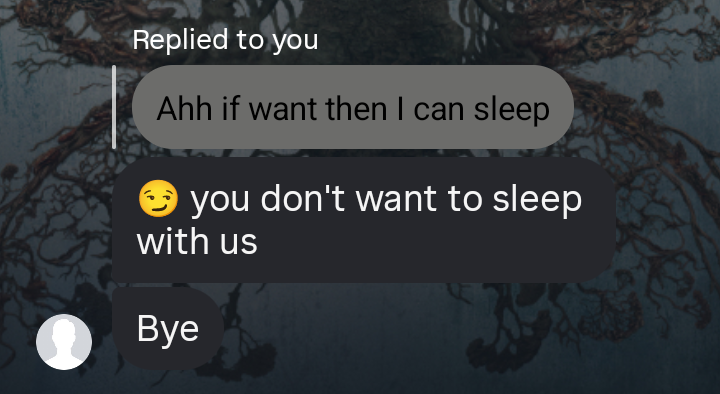 Replied to you
Ahh if want then I can sleep
😏 you don't want to sleep
with us
Bye